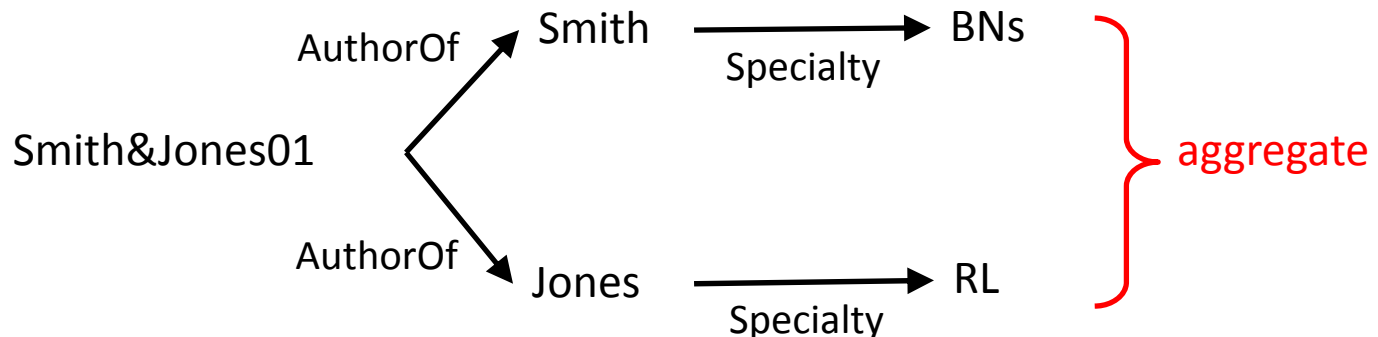 AuthorOf
Smith
Specialty
BNs
Smith&Jones01
aggregate
AuthorOf
Jones
Specialty
RL